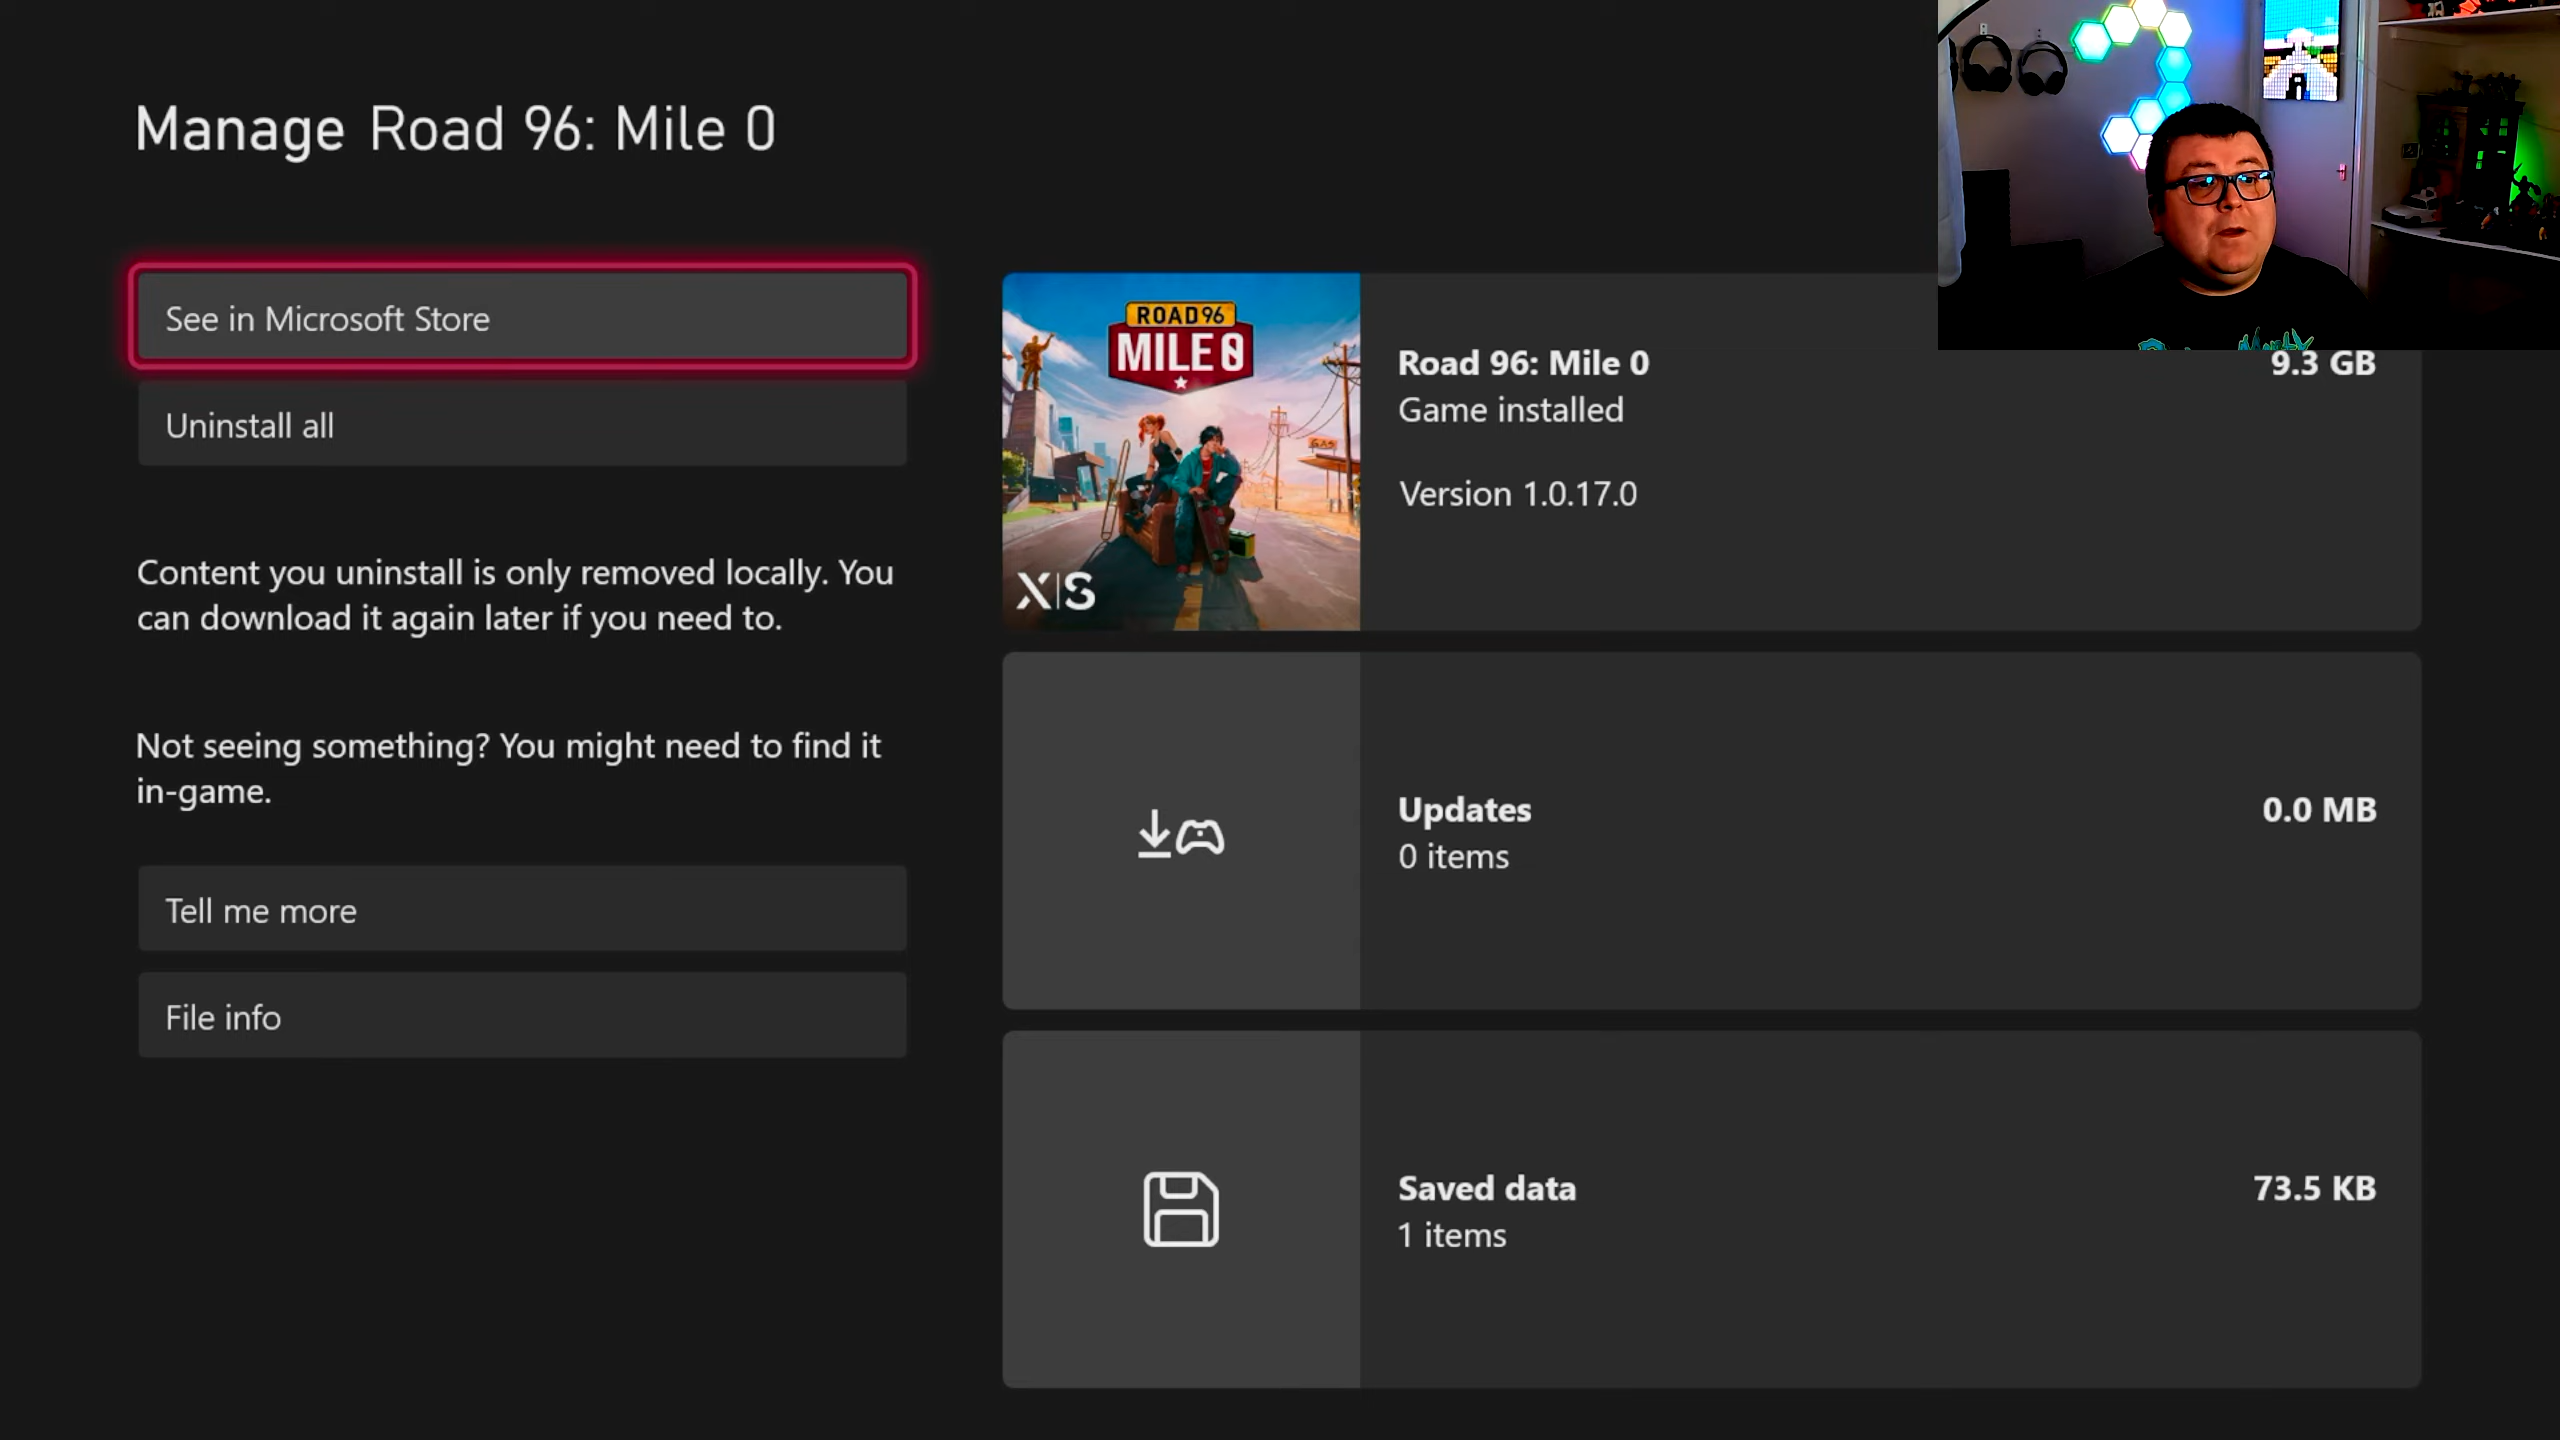 Manage Road 96: Mile 0
See in Microsoft Store
Uninstall all
Content you uninstall is only removed locally. You
can download it again later if you need to.
Not seeing something? You might need to find it
in-game.
Tell me more
File info
ROAD 96
MILE 0
GAS
X|S
Road 96: Mile 0
9.3 GB
Game installed
Version 1.0.17.0
Updates
0.0 MB
0 items
Saved data
73.5 KB
1 items